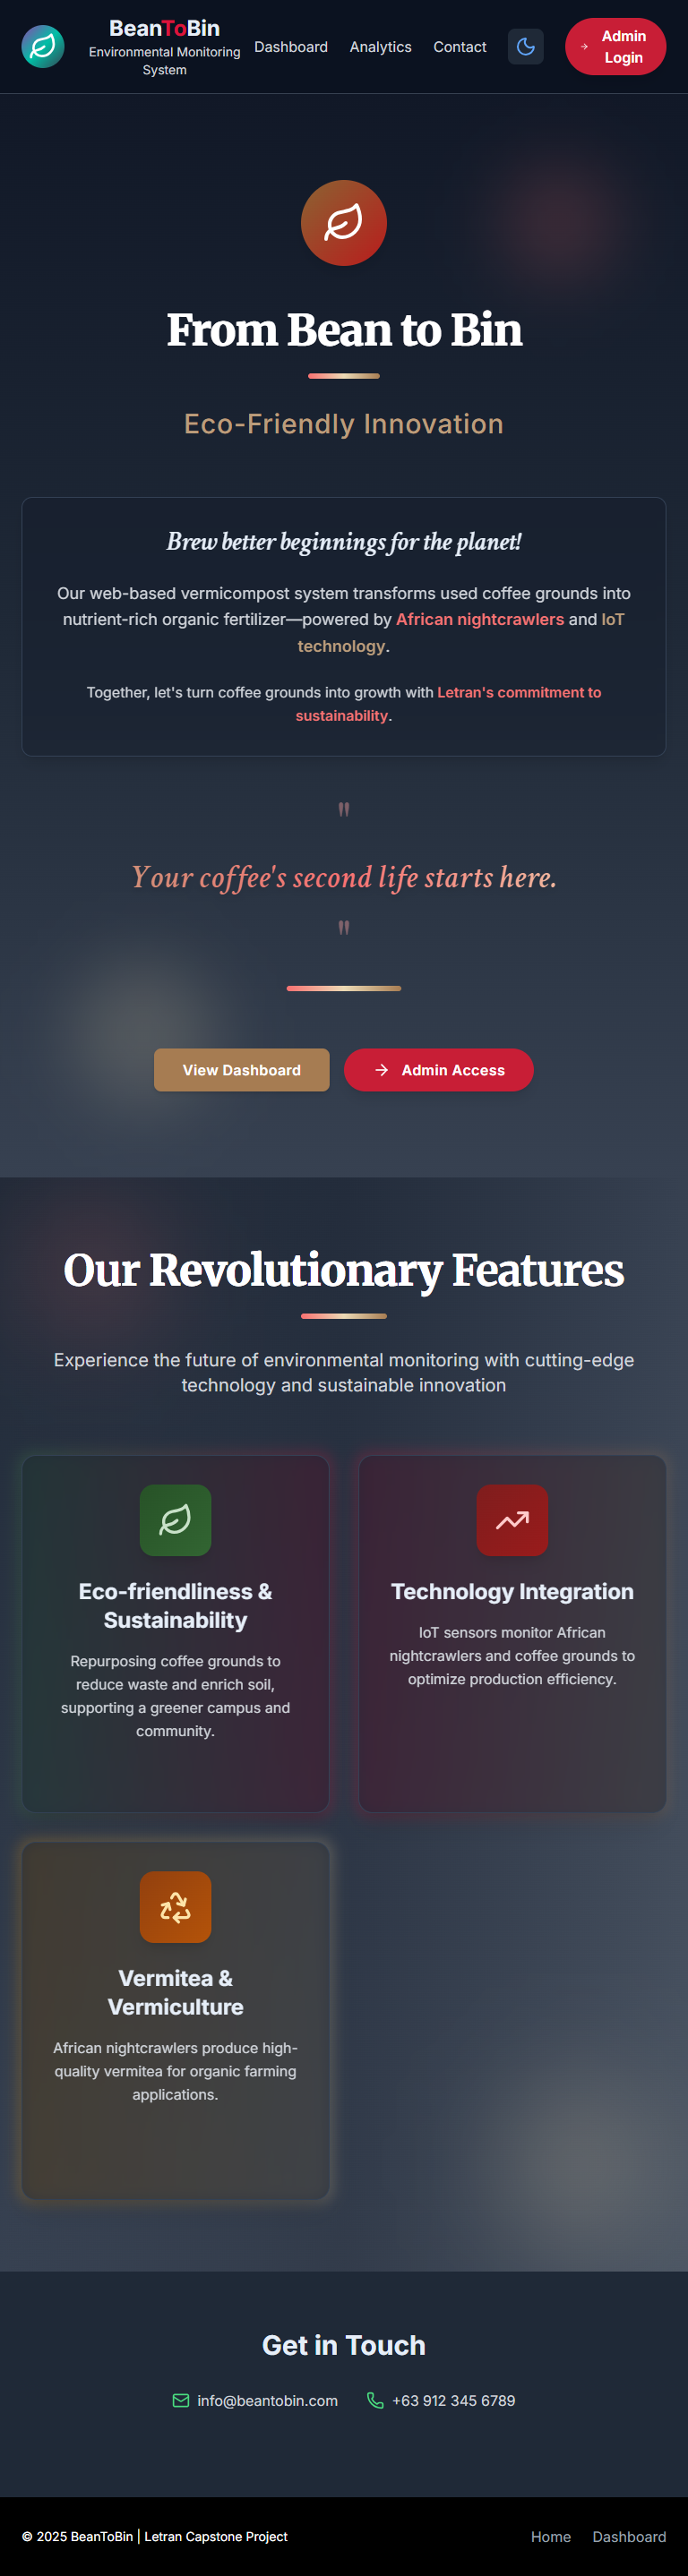 BeanToBin
Environmental Monitoring
System
Dashboard
Analytics
Contact
Admin
Login
From Bean to Bin
Eco-Friendly Innovation
Brew better beginnings for the planet!
Our web-based vermicompost system transforms used coffee grounds into
nutrient-rich organic fertilizer—powered by African nightcrawlers and IoT
technology.
Together, let's turn coffee grounds into growth with Letran's commitment to
sustainability.
"
Your coffee's second life starts here.
"
View Dashboard
Admin Access
Our Revolutionary Features
Experience the future of environmental monitoring with cutting-edge
technology and sustainable innovation
Eco-friendliness &
Sustainability
Repurposing coffee grounds to
reduce waste and enrich soil,
supporting a greener campus and
community.
Technology Integration
IoT sensors monitor African
nightcrawlers and coffee grounds to
optimize production efficiency.
Vermitea &
Vermiculture
African nightcrawlers produce high-
quality vermitea for organic farming
applications.
Get in Touch
info@beantobin.com
+63 912 345 6789
© 2025 BeanToBin | Letran Capstone Project
Home
Dashboard